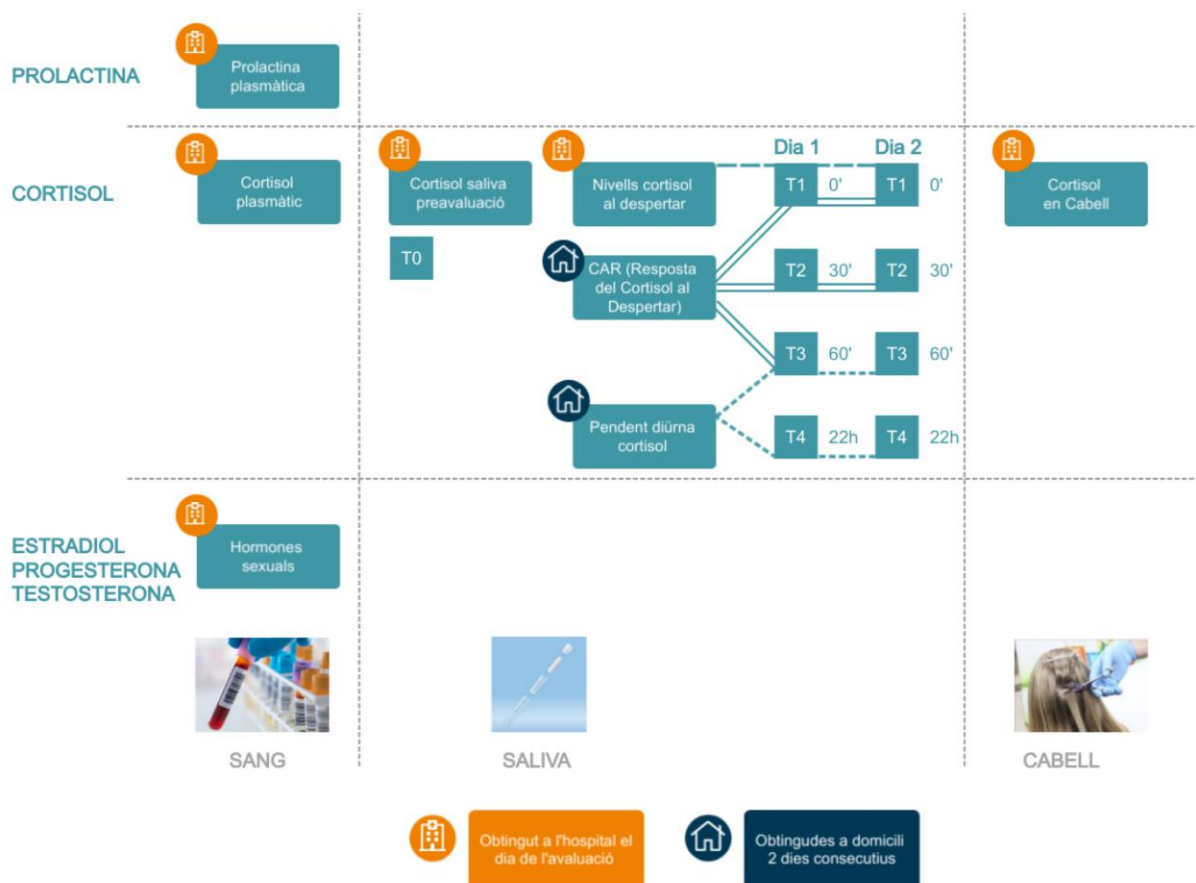 PROLACTINA
Prolactina
plasmàtica
CORTISOL
Cortisol
plasmàtic
Cortisol saliva
preavaluació
T0
Nivells cortisol
al despertar
CAR (Resposta
del Cortisol al
Despertar)
Pendent diürna
cortisol
Dia 1
Dia 2
T1 0' T1 0'
T2 30' T2 30'
T3 60' T3 60'
T4 22h T4 22h
Cortisol
en Cabell
ESTRADIOL
PROGESTERONA
TESTOSTERONA
Hormones
sexuals
SANG
SALIVA
CABELL
Obtingut a l'hospital el
dia de l'avaluació
Obtingudes a domicili
2 dies consecutius